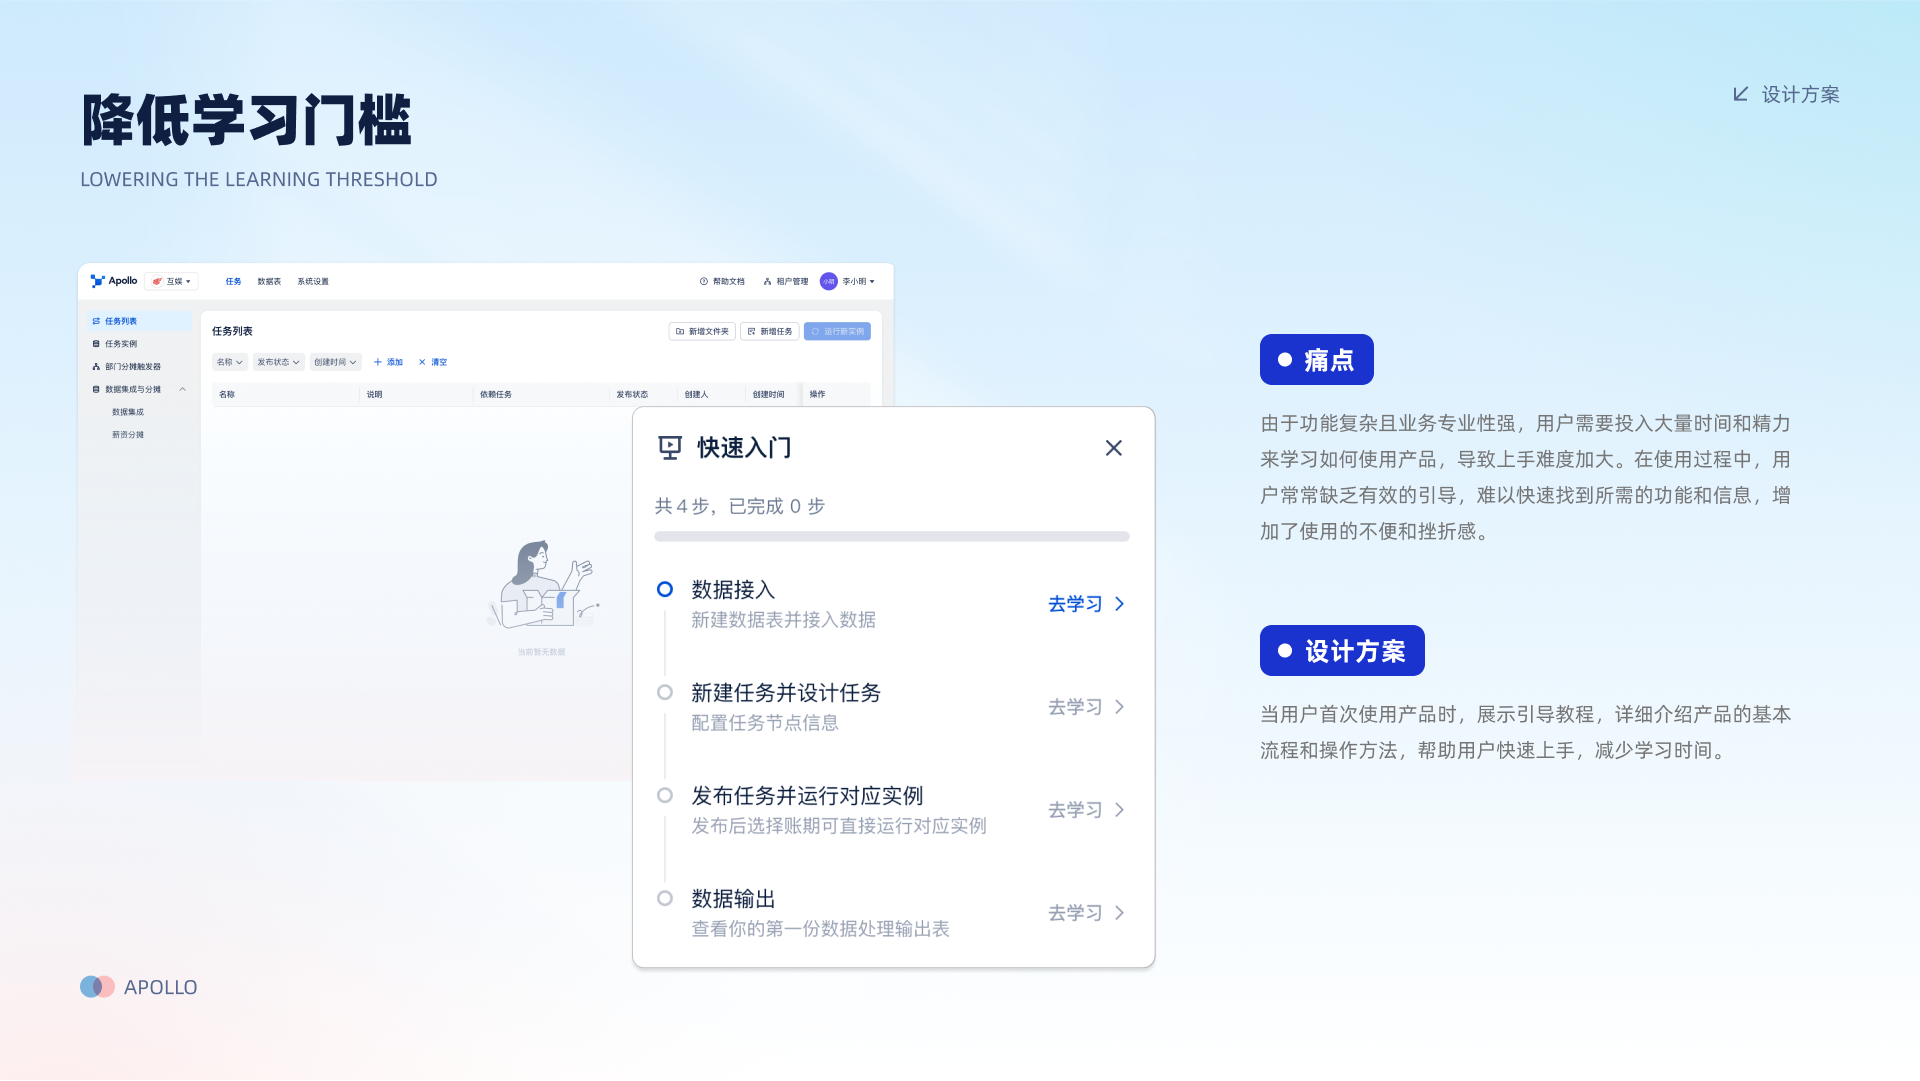 降低学习门槛
LOWERING THE LEARNING THRESHOLD
设计方案
Apollo
互娱
任务
数据表
系统设置
帮助文档
租户管理
小明
李小明
任务列表
任务实例
部门分摊触发器
数据集成与分摊
数据集成
薪资分摊
任务列表
新增文件夹
新增任务
运行新实例
名称
发布状态
创建时间
添加
清空
名称
说明
依赖任务
发布状态
创建人
创建时间
操作
当前暂无数据
快速入门
共 4 步，已完成 0 步
数据接入
新建数据表并接入数据
去学习
新建任务并设计任务
配置任务节点信息
去学习
发布任务并运行对应实例
发布后选择账期可直接运行对应实例
去学习
数据输出
查看你的第一份数据处理输出表
去学习
痛点
由于功能复杂且业务专业性强，用户需要投入大量时间和精力
来学习如何使用产品，导致上手难度加大。在使用过程中，用
户常常缺乏有效的引导，难以快速找到所需的功能和信息，增
加了使用的不便和挫折感。
设计方案
当用户首次使用产品时，展示引导教程，详细介绍产品的基本
流程和操作方法，帮助用户快速上手，减少学习时间。
APOLLO